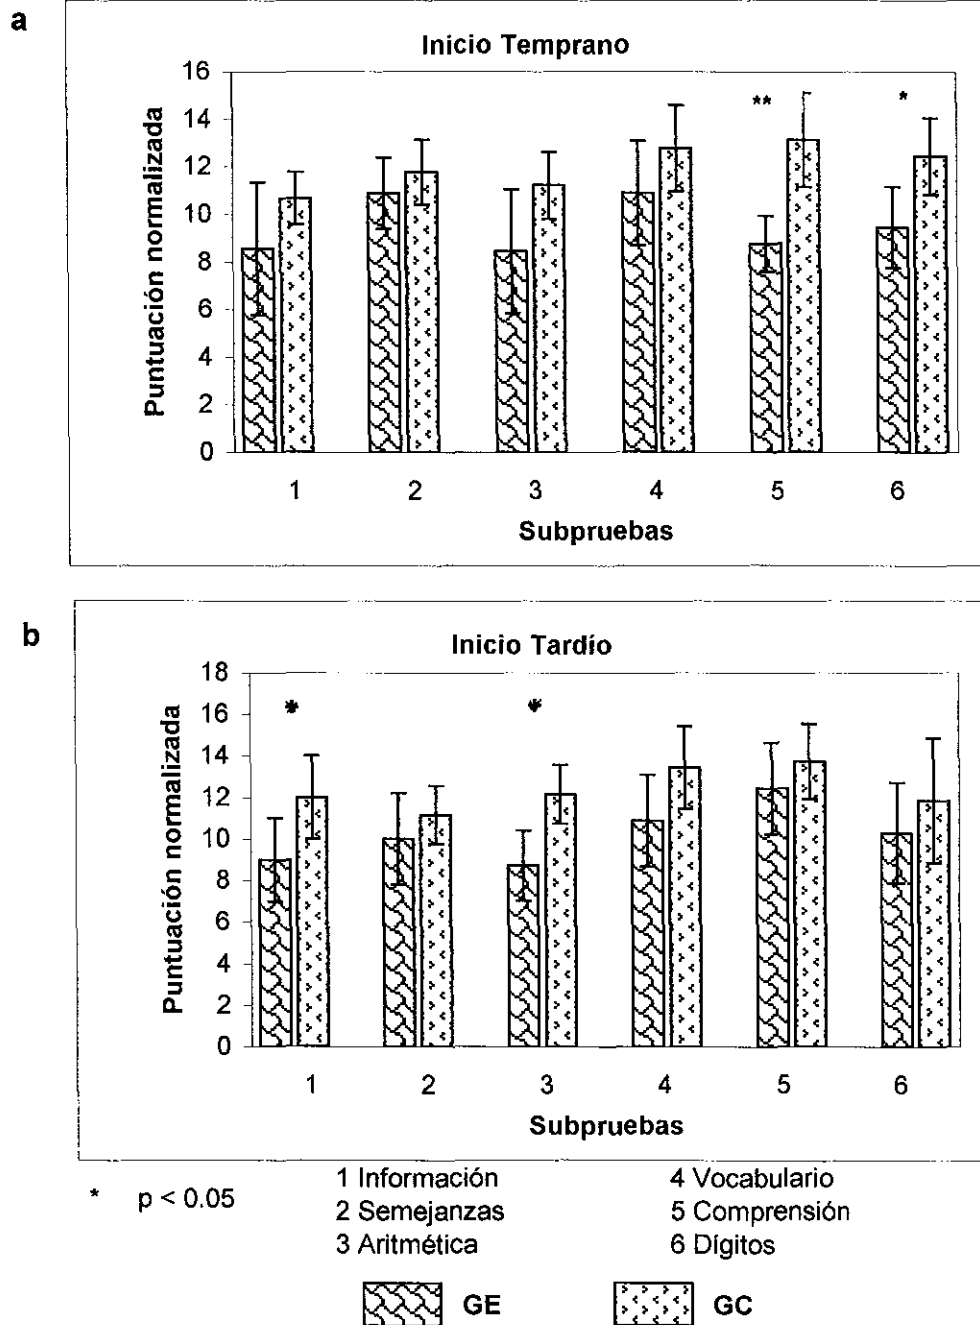 a
Inicio Temprano
Puntuación normalizada
16
14
12
10
8
6
4
2
0
** *
1 2 3 4 5 6
Subpruebas
b
Inicio Tardío
Puntuación normalizada
18
16
14
12
10
8
6
4
2
0
* *
1 2 3 4 5 6
Subpruebas
* p < 0.05
1 Información 4 Vocabulario
2 Semejanzas 5 Comprensión
3 Aritmética 6 Dígitos
GE GC